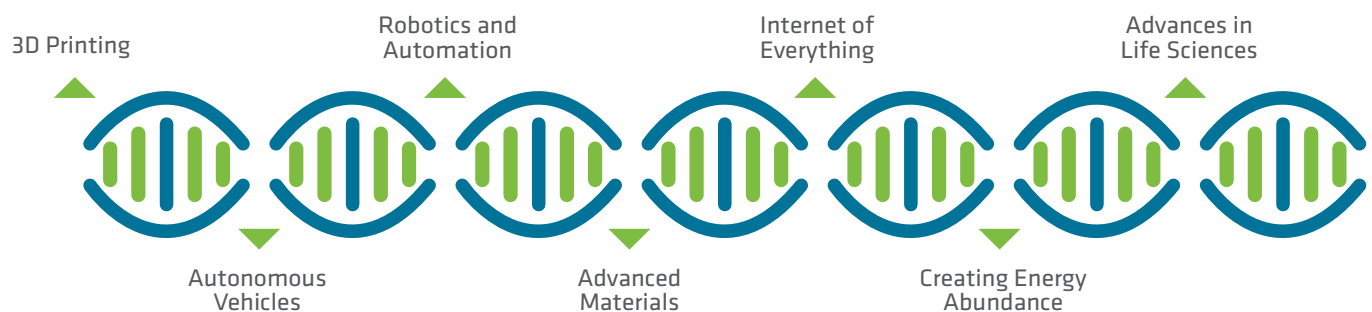 3D Printing
Robotics and
Automation
Internet of
Everything
Advances in
Life Sciences
Autonomous
Vehicles
Advanced
Materials
Creating Energy
Abundance